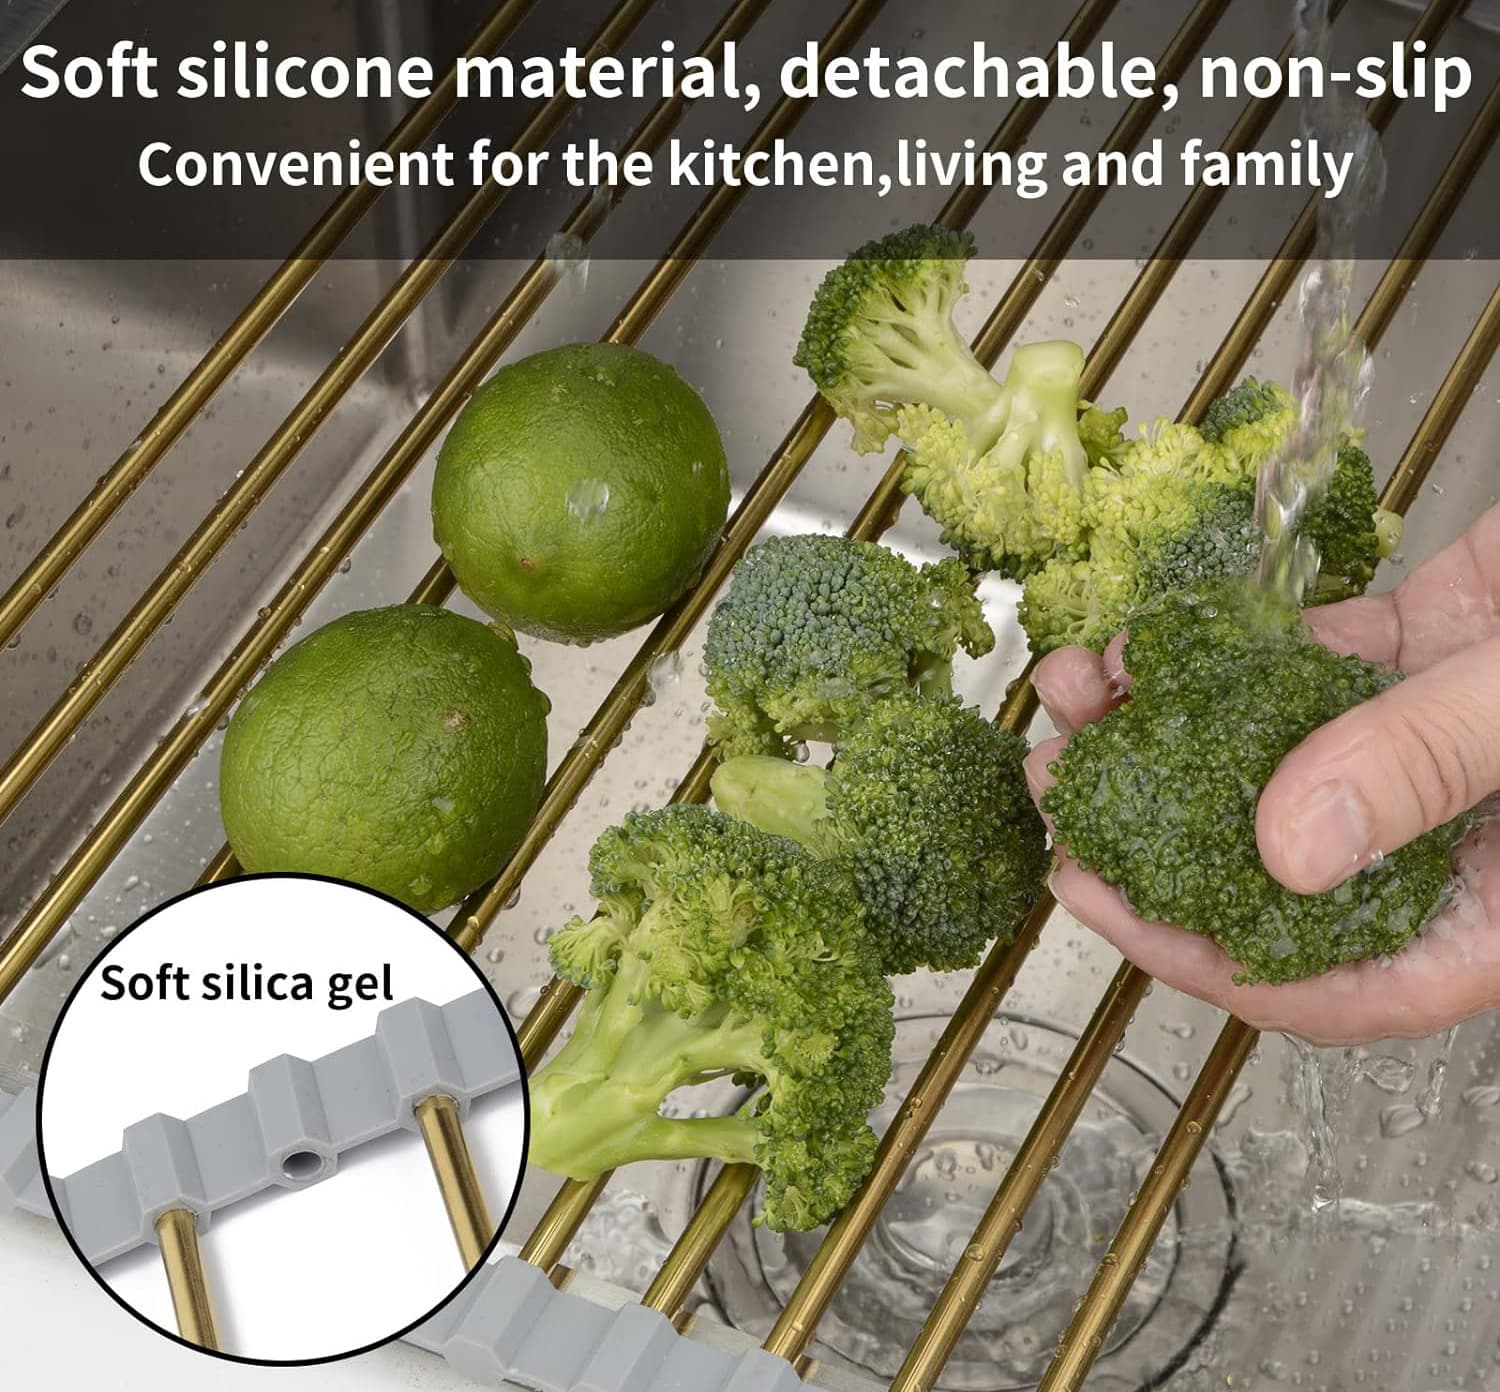 Soft silicone material, detachable, non-slip
Convenient for the kitchen,living and family
Soft silica gel